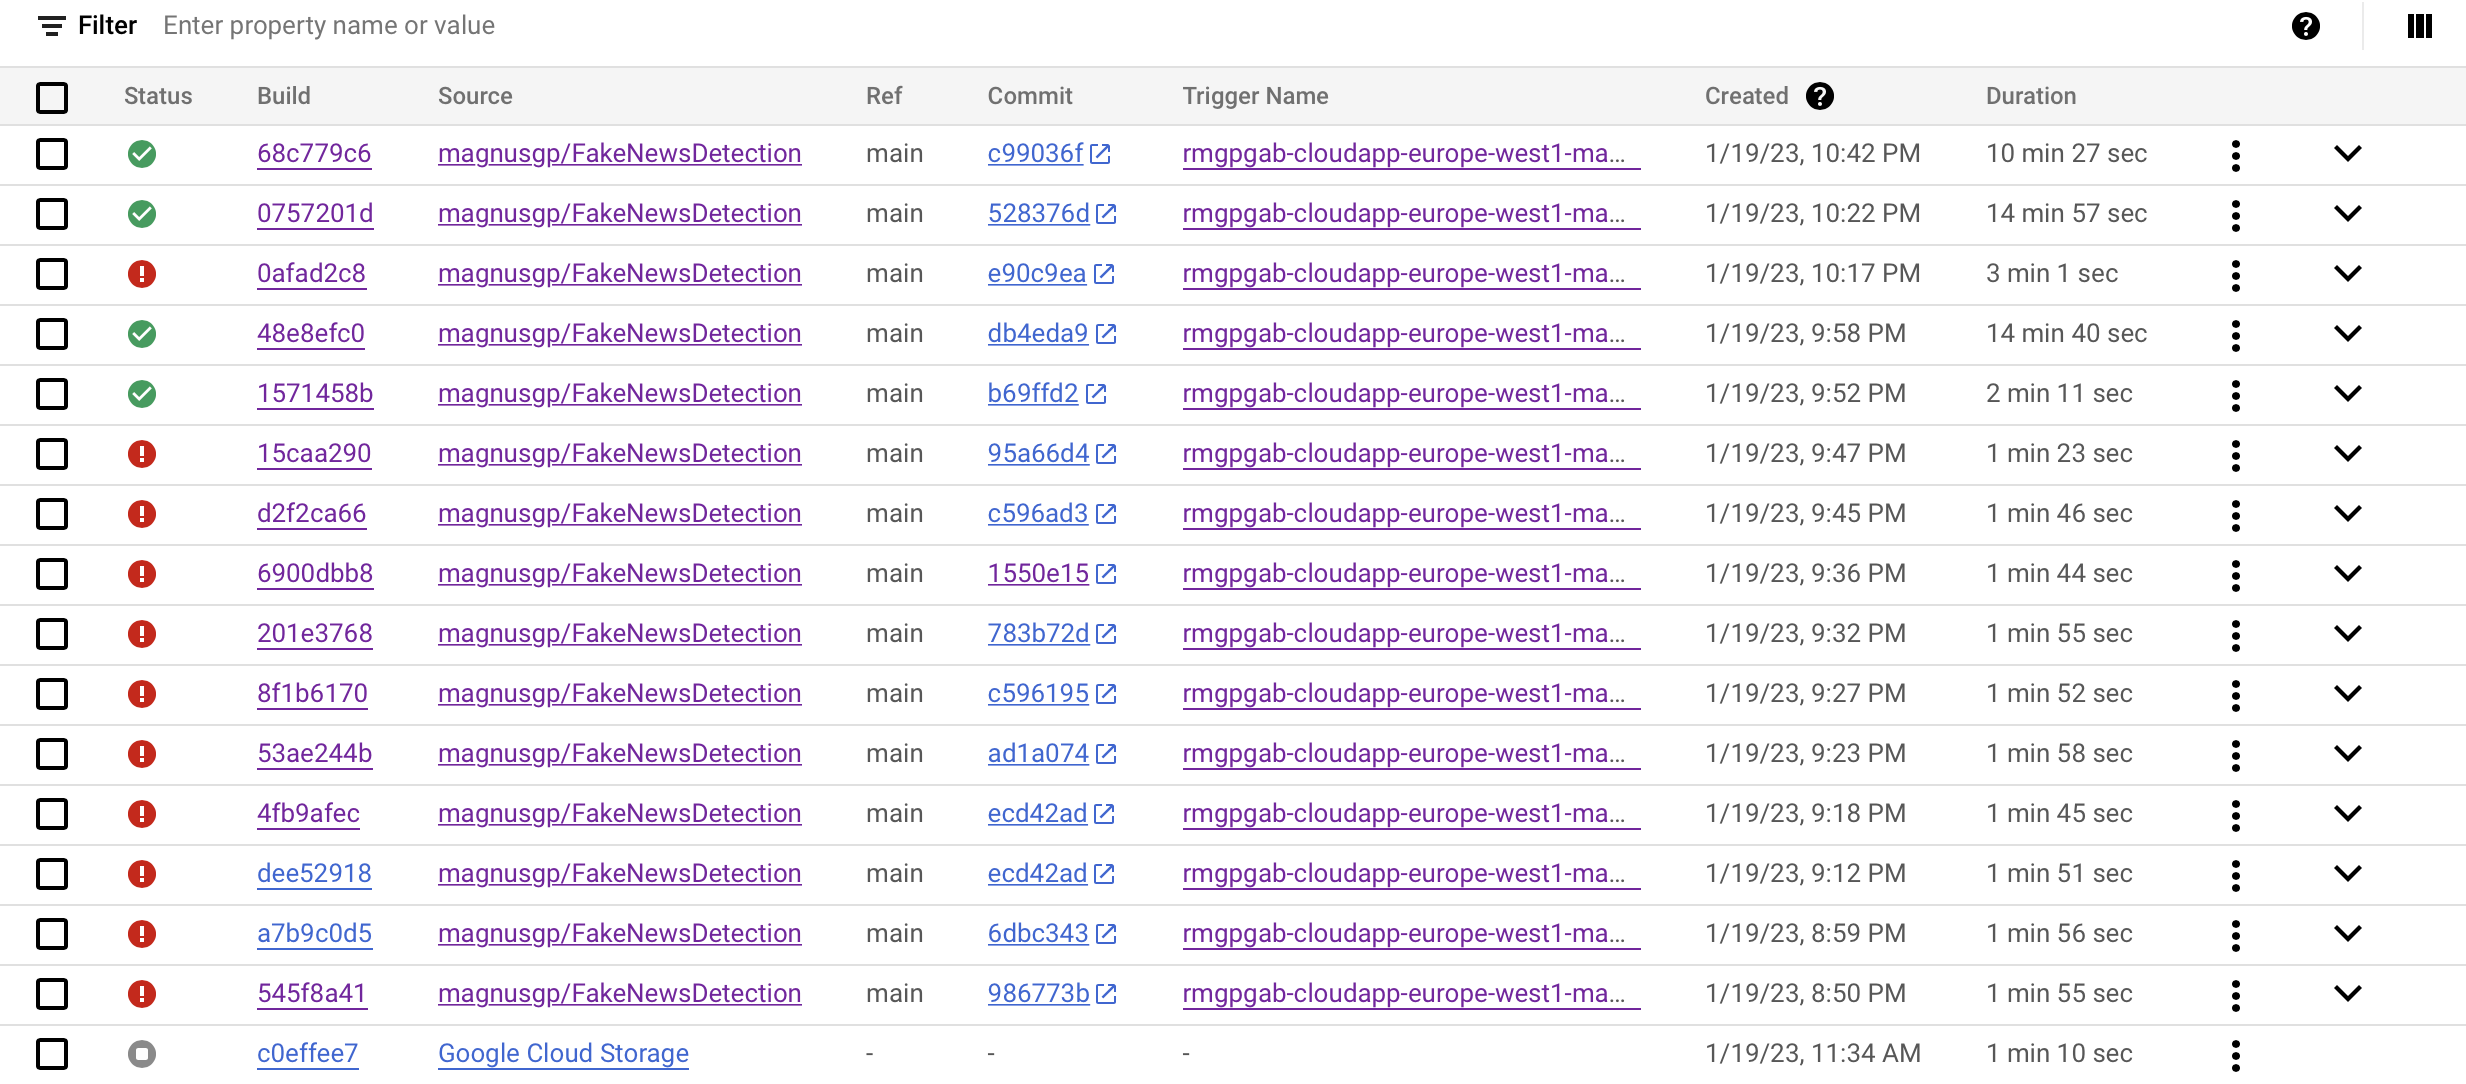 Filter Enter property name or value
Status Build Source Ref Commit Trigger Name Created Duration
68c779c6 magnusgp/FakeNewsDetection main c99036f rmgpgab-cloudapp-europe-west1-ma... 1/19/23, 10:42 PM 10 min 27 sec
0757201d magnusgp/FakeNewsDetection main 528376d rmgpgab-cloudapp-europe-west1-ma... 1/19/23, 10:22 PM 14 min 57 sec
0afad2c8 magnusgp/FakeNewsDetection main e90c9ea rmgpgab-cloudapp-europe-west1-ma... 1/19/23, 10:17 PM 3 min 1 sec
48e8efc0 magnusgp/FakeNewsDetection main db4eda9 rmgpgab-cloudapp-europe-west1-ma... 1/19/23, 9:58 PM 14 min 40 sec
1571458b magnusgp/FakeNewsDetection main b69ffd2 rmgpgab-cloudapp-europe-west1-ma... 1/19/23, 9:52 PM 2 min 11 sec
15caa290 magnusgp/FakeNewsDetection main 95a66d4 rmgpgab-cloudapp-europe-west1-ma... 1/19/23, 9:47 PM 1 min 23 sec
d2f2ca66 magnusgp/FakeNewsDetection main c596ad3 rmgpgab-cloudapp-europe-west1-ma... 1/19/23, 9:45 PM 1 min 46 sec
6900dbb8 magnusgp/FakeNewsDetection main 1550e15 rmgpgab-cloudapp-europe-west1-ma... 1/19/23, 9:36 PM 1 min 44 sec
201e3768 magnusgp/FakeNewsDetection main 783b72d rmgpgab-cloudapp-europe-west1-ma... 1/19/23, 9:32 PM 1 min 55 sec
8f1b6170 magnusgp/FakeNewsDetection main c596195 rmgpgab-cloudapp-europe-west1-ma... 1/19/23, 9:27 PM 1 min 52 sec
53ae244b magnusgp/FakeNewsDetection main ad1a074 rmgpgab-cloudapp-europe-west1-ma... 1/19/23, 9:23 PM 1 min 58 sec
4fb9afec magnusgp/FakeNewsDetection main ecd42ad rmgpgab-cloudapp-europe-west1-ma... 1/19/23, 9:18 PM 1 min 45 sec
dee52918 magnusgp/FakeNewsDetection main ecd42ad rmgpgab-cloudapp-europe-west1-ma... 1/19/23, 9:12 PM 1 min 51 sec
a7b9c0d5 magnusgp/FakeNewsDetection main 6dbc343 rmgpgab-cloudapp-europe-west1-ma... 1/19/23, 8:59 PM 1 min 56 sec
545f8a41 magnusgp/FakeNewsDetection main 986773b rmgpgab-cloudapp-europe-west1-ma... 1/19/23, 8:50 PM 1 min 55 sec
c0effee7 Google Cloud Storage - - - 1/19/23, 11:34 AM 1 min 10 sec